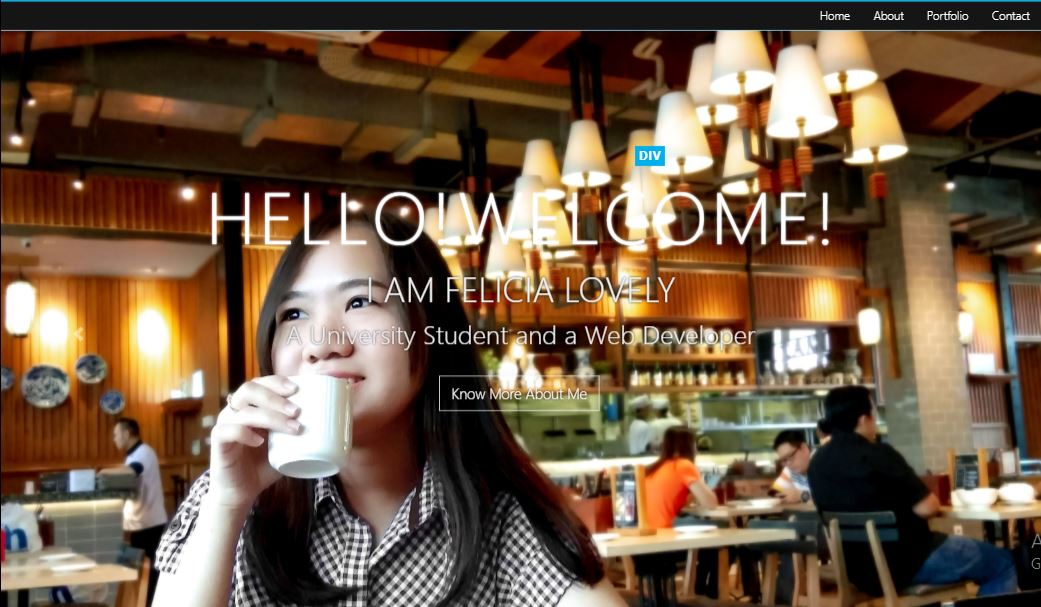 Home About Portfolio Contact
DIV
HELLO!WELCOME!
I AM FELICIA LOVELY
A University Student and a Web Developer
Know More About Me
A
G